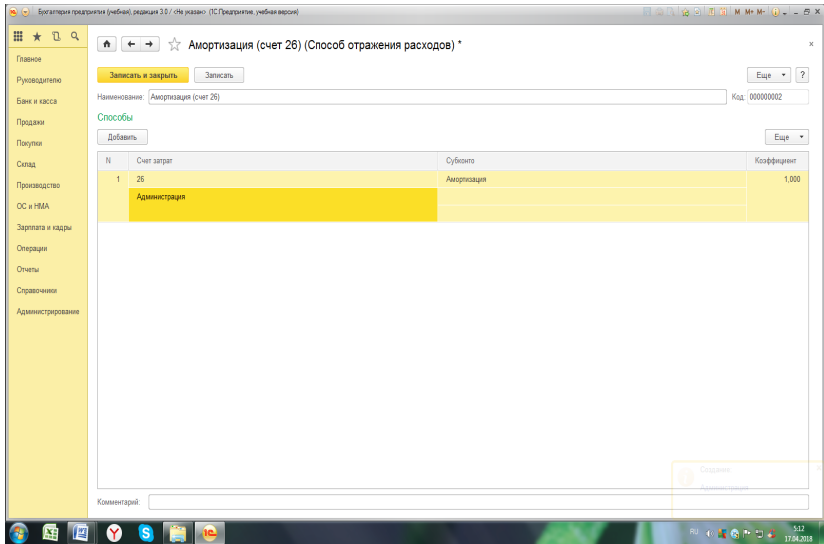 Бухгалтерия предприятия (учебная), редакция 3.0 / <Не указан> (1С:Предприятие, учебная версия)
M M+ M-
Главное
Руководителю
Банк и касса
Продажи
Покупки
Склад
Производство
ОС и НМА
Зарплата и кадры
Операции
Отчеты
Справочники
Администрирование
Амортизация (счет 26) (Способ отражения расходов) *
Записать и закрыть Записать Еще ?
Наименование: Амортизация (счет 26) Код: 000000002
Способы
Добавить Еще
N Счет затрат Субконто Коэффициент
1 26 Амортизация 1,000
Администрация
Создание
Администрация
Комментарий:
RU 5:12
17.04.2018